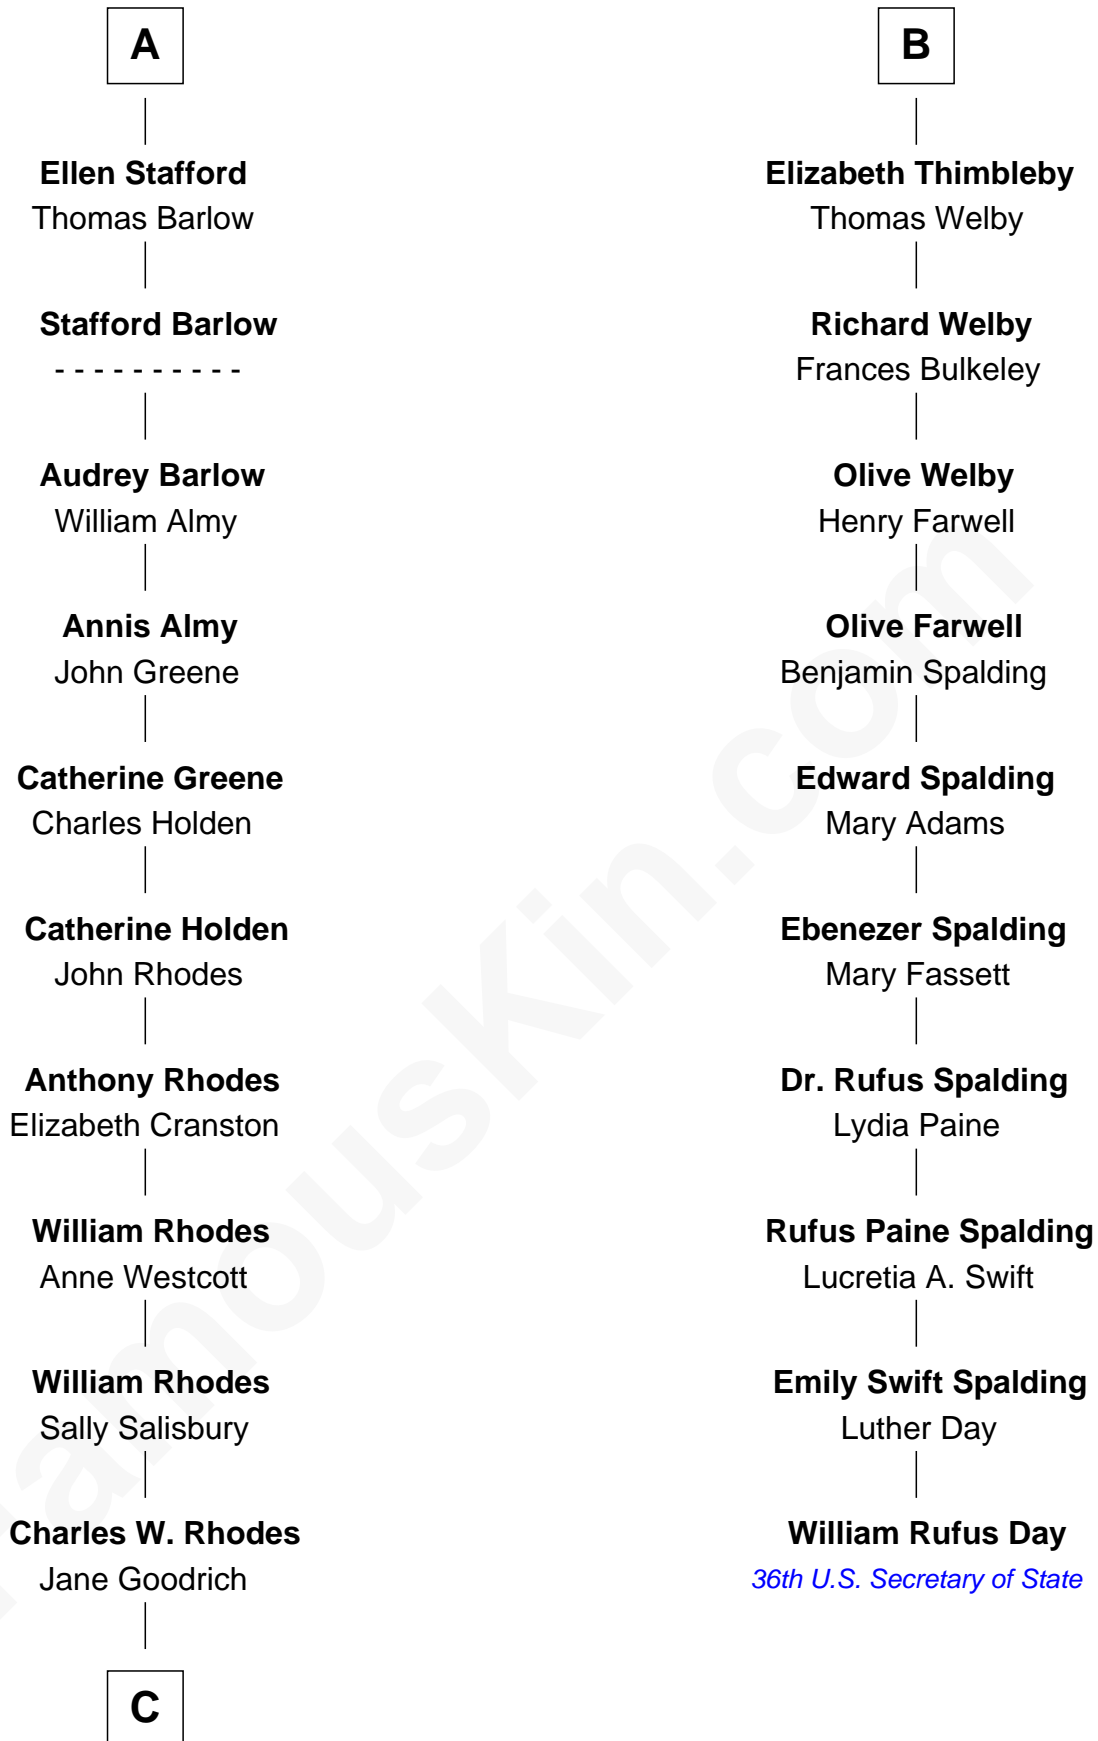 A
Ellen Stafford
Thomas Barlow
Stafford Barlow
- - - - - - - - - -
Audrey Barlow
William Almy
Annis Almy
John Greene
Catherine Greene
Charles Holden
Catherine Holden
John Rhodes
Anthony Rhodes
Elizabeth Cranston
William Rhodes
Anne Westcott
William Rhodes
Sally Salisbury
Charles W. Rhodes
Jane Goodrich
C
B
Elizabeth Thimbleby
Thomas Welby
Richard Welby
Frances Bulkeley
Olive Welby
Henry Farwell
Olive Farwell
Benjamin Spalding
Edward Spalding
Mary Adams
Ebenezer Spalding
Mary Fassett
Dr. Rufus Spalding
Lydia Paine
Rufus Paine Spalding
Lucretia A. Swift
Emily Swift Spalding
Luther Day
William Rufus Day
36th U.S. Secretary of State
FamousKin.com